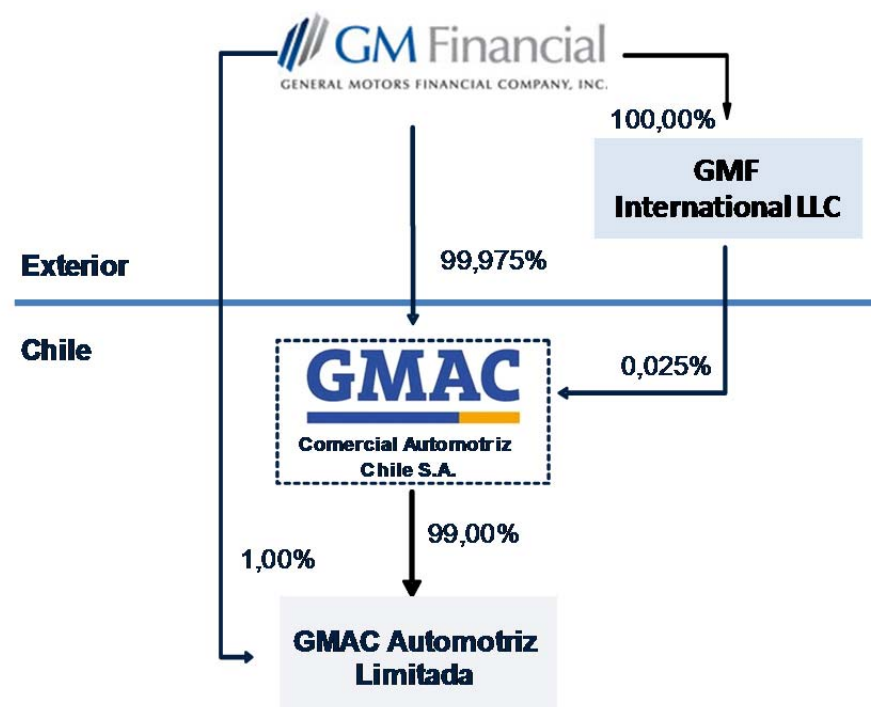 GM Financial
GENERAL MOTORS FINANCIAL COMPANY, INC.
100,00%
GMF
International LLC
99,975%
Exterior
Chile
GMAC
0,025%
Comercial Automotriz
Chile S.A.
99,00%
1,00%
GMAC Automotriz
Limitada